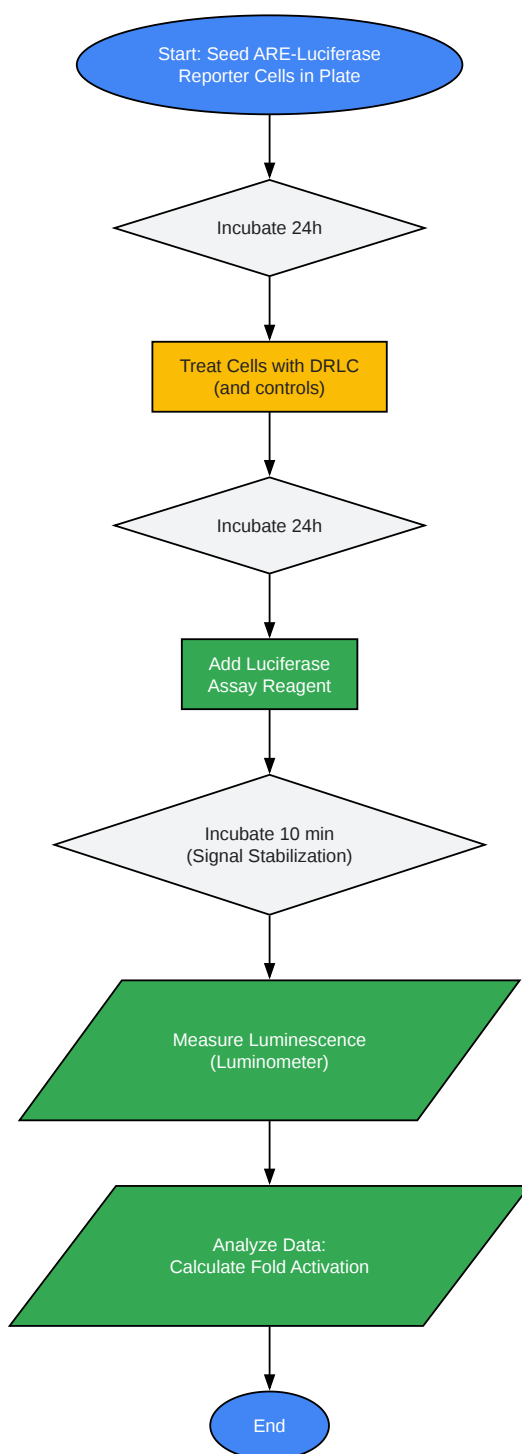 Start: Seed ARE-Luciferase
Reporter Cells in Plate
Incubate 24h
Treat Cells with DRLC
(and controls)
Incubate 24h
Add Luciferase
Assay Reagent
Incubate 10 min
(Signal Stabilization)
Measure Luminescence
(Luminometer)
Analyze Data:
Calculate Fold Activation
End